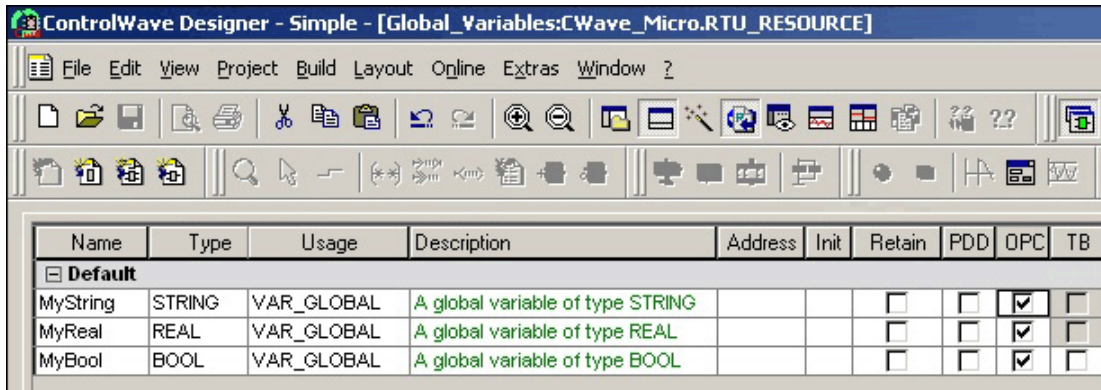 ControlWave Designer - Simple - [Global_Variables:CWave_Micro.RTU_RESOURCE]
File Edit View Project Build Layout Online Extras Window ?
Name Type Usage Description Address Init Retain PDD OPC TB
Default
MyString STRING VAR_GLOBAL A global variable of type STRING
MyReal REAL VAR_GLOBAL A global variable of type REAL
MyBool BOOL VAR_GLOBAL A global variable of type BOOL